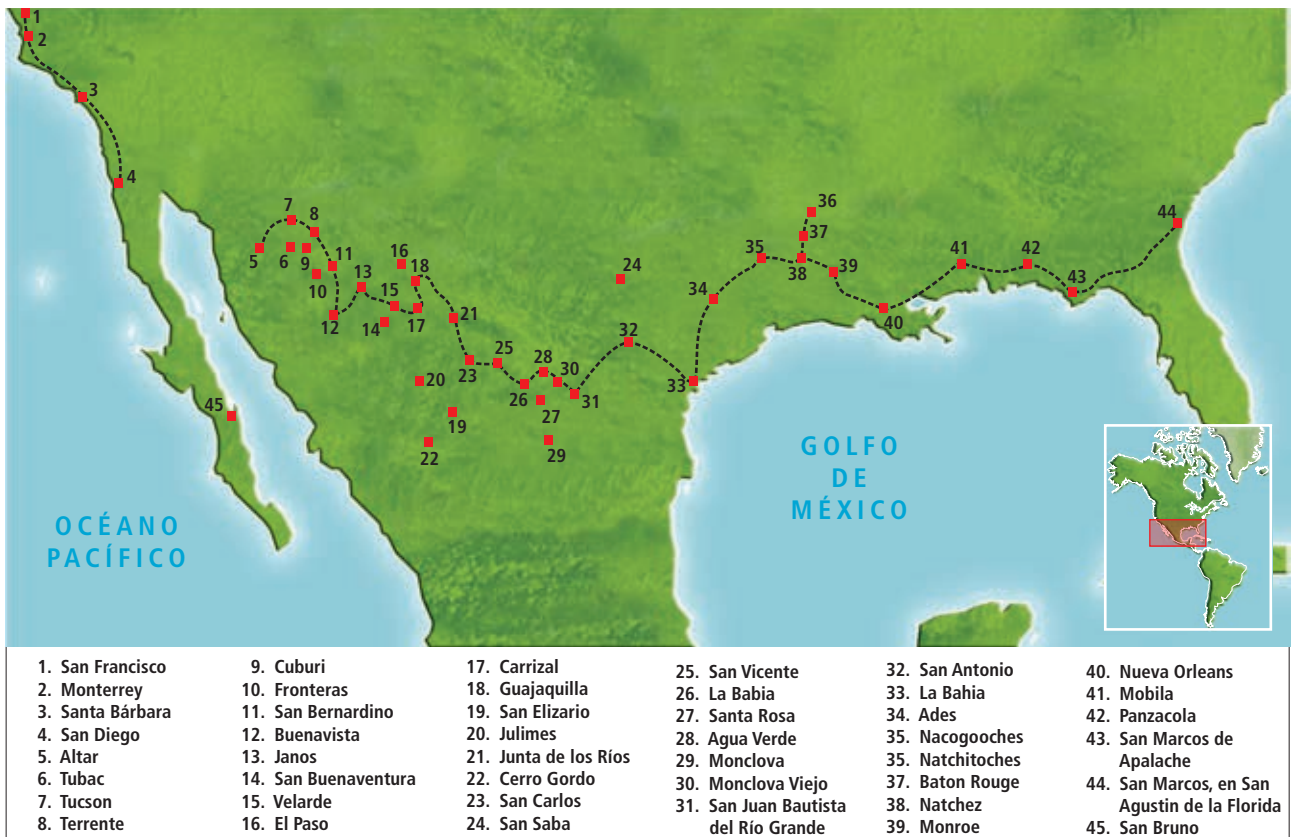 1
2
3
4
5
6
7
8
9
10
11
12
13
14
15
16
17
18
19
20
21
22
23
24
25
26
27
28
29
30
31
32
33
34
35
36
37
38
39
40
41
42
43
44
45
OCÉANO
PACÍFICO
GOLFO
DE
MÉXICO
1. San Francisco
2. Monterrey
3. Santa Bárbara
4. San Diego
5. Altar
6. Tubac
7. Tucson
8. Terrente
9. Cuburi
10. Fronteras
11. San Bernardino
12. Buenavista
13. Janos
14. San Buenaventura
15. Velarde
16. El Paso
17. Carrizal
18. Guajaquilla
19. San Elizario
20. Julimes
21. Junta de los Ríos
22. Cerro Gordo
23. San Carlos
24. San Saba
25. San Vicente
26. La Babia
27. Santa Rosa
28. Agua Verde
29. Monclova
30. Monclova Viejo
31. San Juan Bautista
del Río Grande
32. San Antonio
33. La Bahia
34. Ades
35. Nacogooches
35. Natchitoches
37. Baton Rouge
38. Natchez
39. Monroe
40. Nueva Orleans
41. Mobila
42. Panzacola
43. San Marcos de
Apalache
44. San Marcos, en San
Agustin de la Florida
45. San Bruno